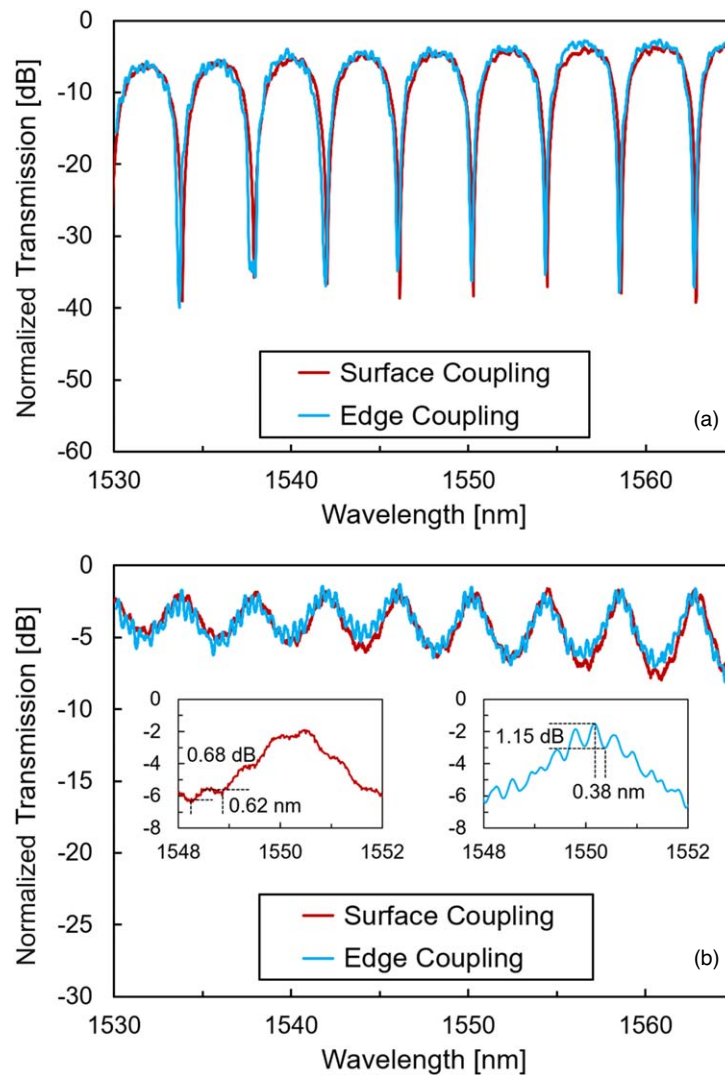 0
-10
-20
-30
-40
-50
-60
Normalized Transmission [dB]
Surface Coupling
Edge Coupling
(a)
1530
1540
1550
1560
Wavelength [nm]
0
-5
-10
-15
-20
-25
-30
Normalized Transmission [dB]
0
-2
-4
-6
-8
0.68 dB
0.62 nm
1548
1550
1552
0
-2
-4
-6
-8
1.15 dB
0.38 nm
1548
1550
1552
Surface Coupling
Edge Coupling
(b)
1530
1540
1550
1560
Wavelength [nm]